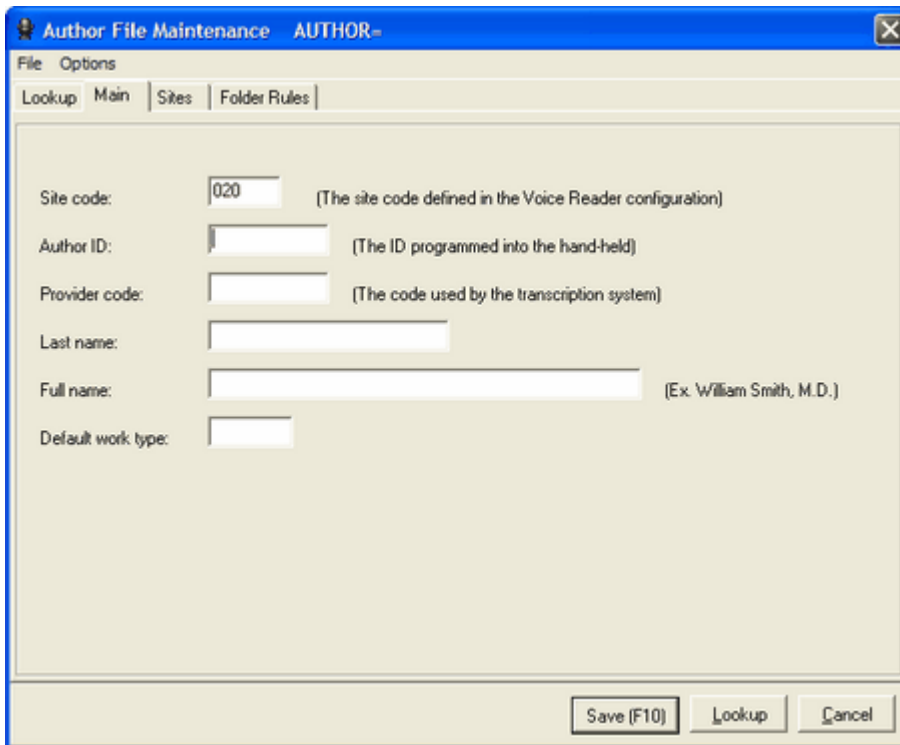 Author File Maintenance AUTHOR=
File Options
Lookup Main Sites Folder Rules
Site code: 020 (The site code defined in the Voice Reader configuration)
Author ID: (The ID programmed into the hand-held)
Provider code: (The code used by the transcription system)
Last name:
Full name: (Ex. William Smith, M.D.)
Default work type:
Save (F10) Lookup Cancel